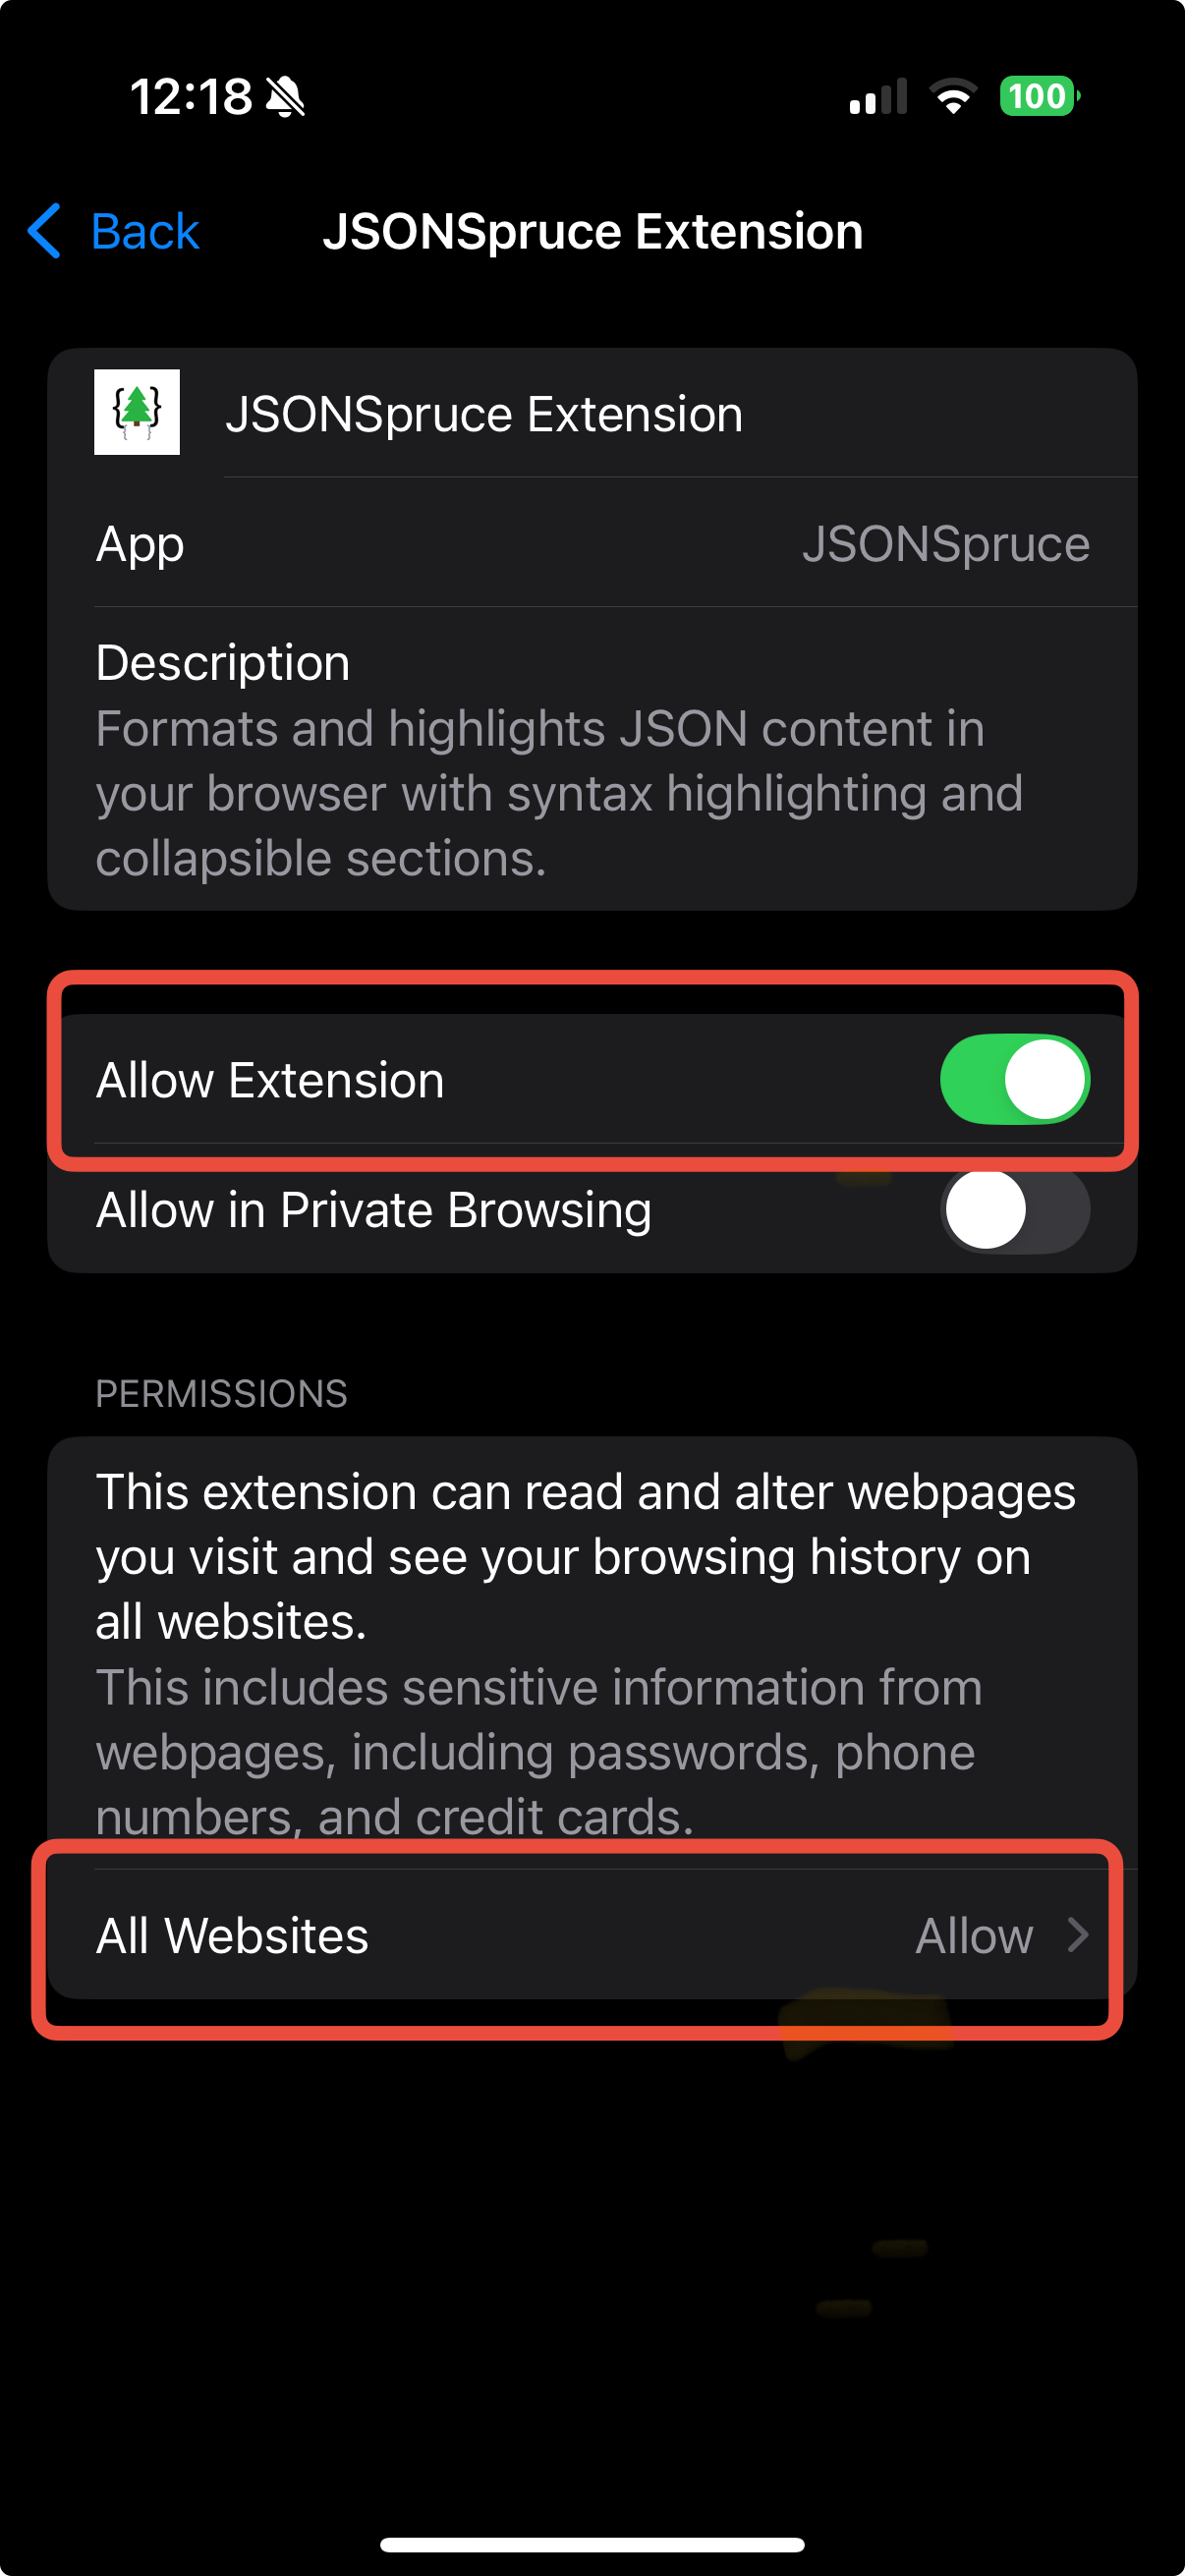 12:18
100
Back
JSONSpruce Extension
JSONSpruce Extension
App
JSONSpruce
Description
Formats and highlights JSON content in
your browser with syntax highlighting and
collapsible sections.
Allow Extension
Allow in Private Browsing
PERMISSIONS
This extension can read and alter webpages
you visit and see your browsing history on
all websites.
This includes sensitive information from
webpages, including passwords, phone
numbers, and credit cards.
All Websites
Allow